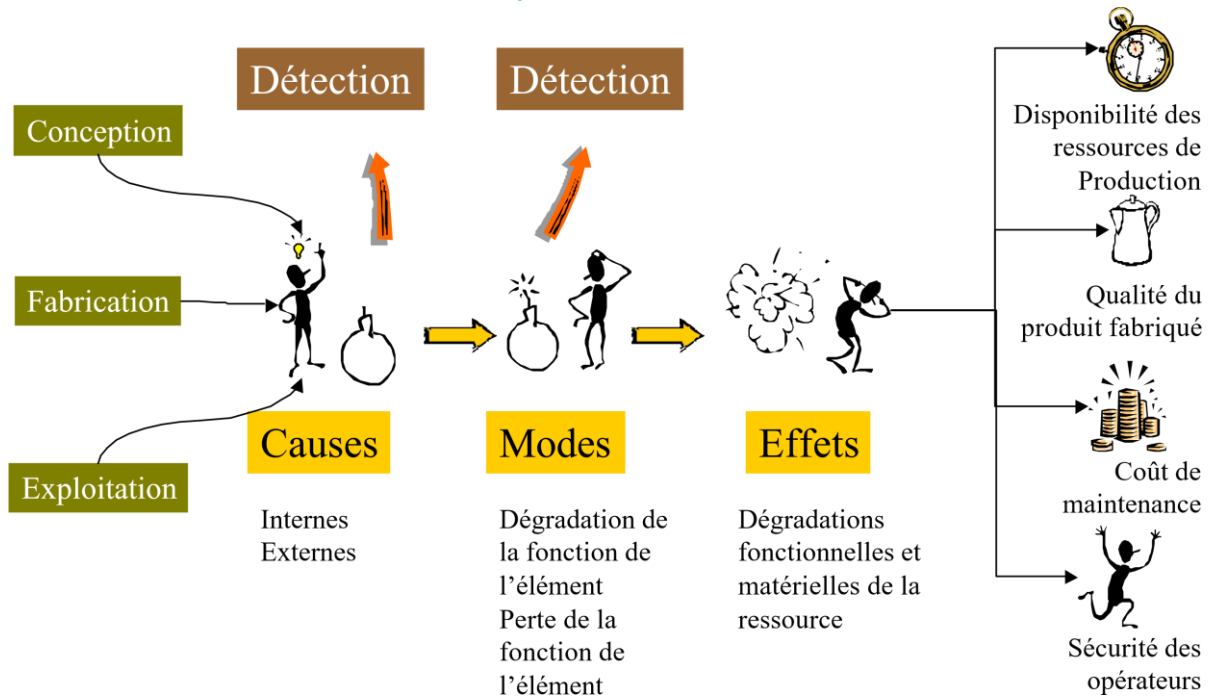 Détection
Détection
Conception
Fabrication
Exploitation
Causes
Internes
Externes
Modes
Dégradation de
la fonction de
l’élément
Perte de la
fonction de
l’élément
Effets
Dégradations
fonctionnelles et
matérielles de la
ressource
Disponibilité des
ressources de
Production
Qualité du
produit fabriqué
Coût de
maintenance
Sécurité des
opérateurs